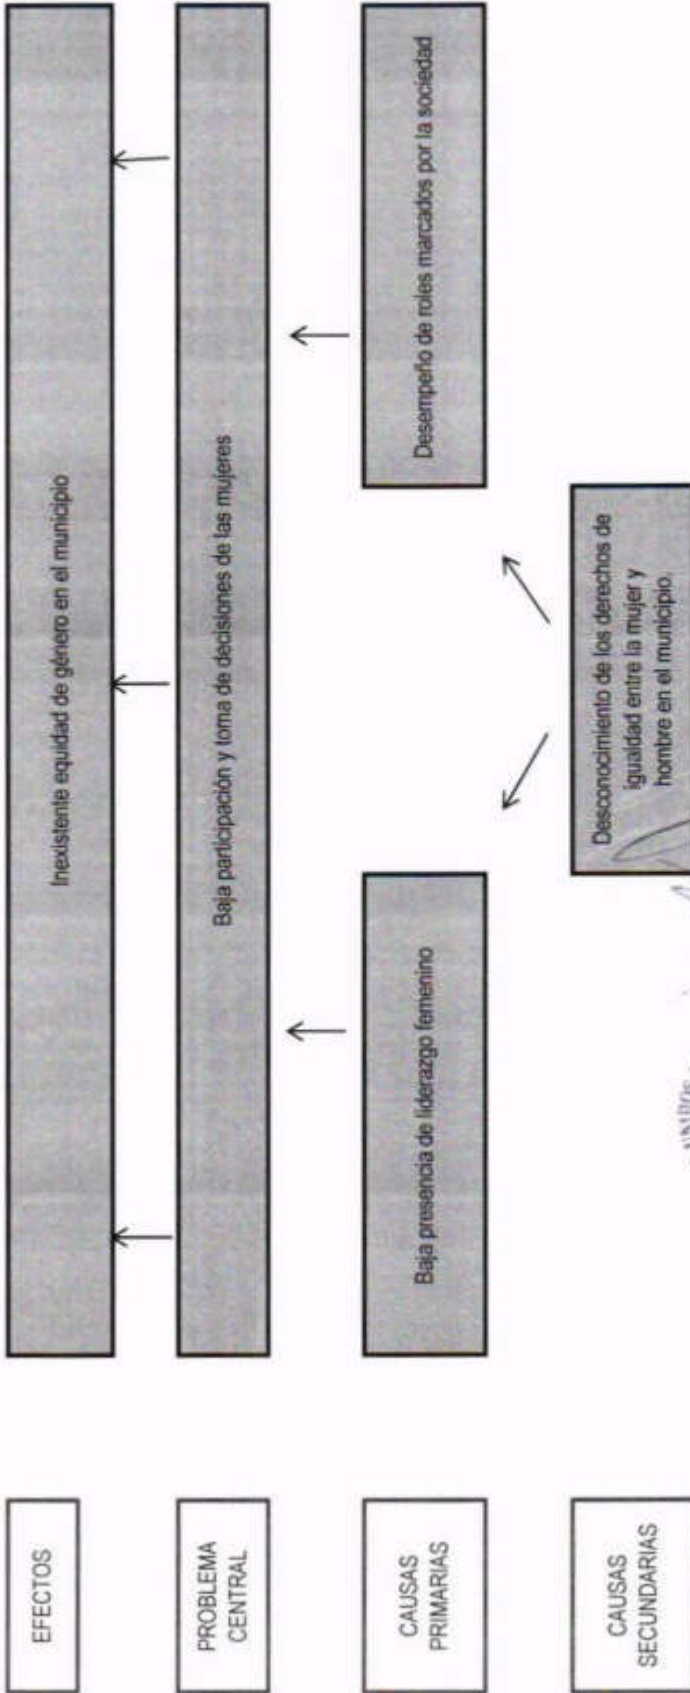 EFECTOS
Inexistente equidad de género en el municipio
PROBLEMA
CENTRAL
Baja participación y toma de decisiones de las mujeres
CAUSAS
PRIMARIAS
Baja presencia de liderazgo femenino
Desempeño de roles marcados por la sociedad
CAUSAS
SECUNDARIAS
Desconocimiento de los derechos de
igualdad entre la mujer y
hombre en el municipio.